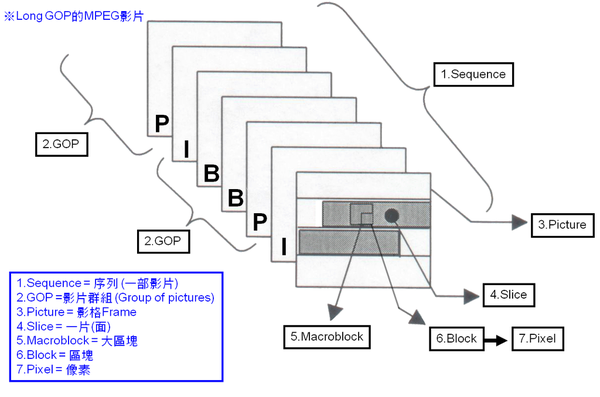 ※Long GOP的MPEG影片
1.Sequence
2.GOP
P
I
B
B
P
I
2.GOP
3.Picture
4.Slice
5.Macroblock
6.Block
7.Pixel
1.Sequence = 序列 (一部影片)
2.GOP =影片群組 (Group of pictures)
3.Picture = 影格Frame
4.Slice = 一片(面)
5.Macroblock = 大區塊
6.Block = 區塊
7.Pixel = 像素